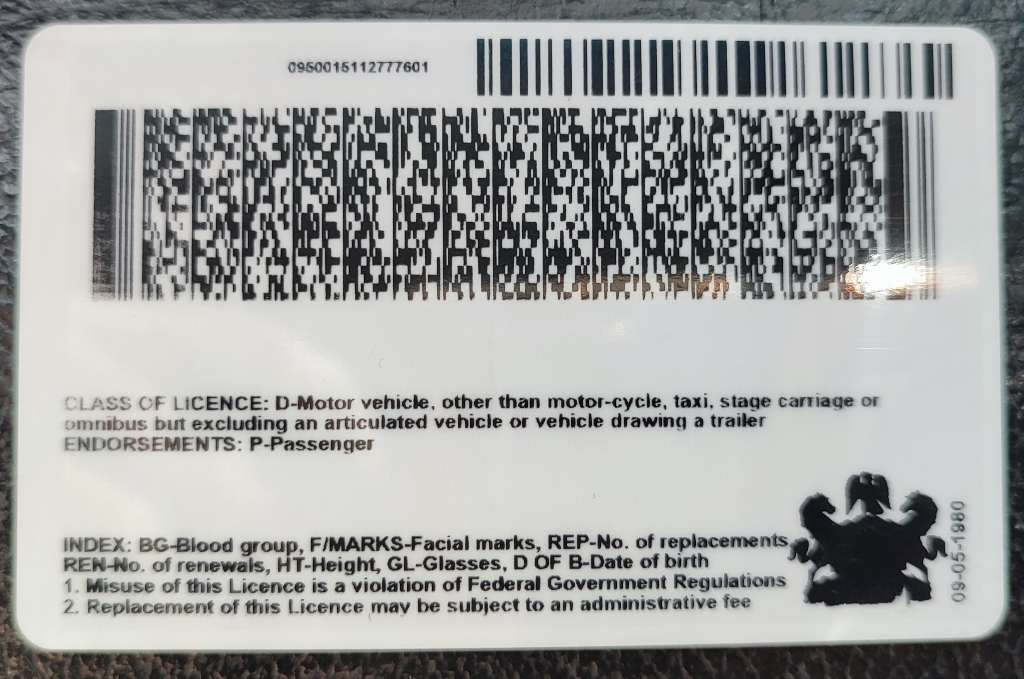 0950015112777601
CLASS OF LICENCE: D-Motor vehicle, other than motor-cycle, taxi, stage carriage or
omnibus but excluding an articulated vehicle or vehicle drawing a trailer
ENDORSEMENTS: P-Passenger
INDEX: BG-Blood group, F/MARKS-Facial marks, REP-No. of replacements,
REN-No. of renewals, HT-Height, GL-Glasses, D OF B-Date of birth
1. Misuse of this Licence is a violation of Federal Government Regulations
2. Replacement of this Licence may be subject to an administrative fee
09-05-1980